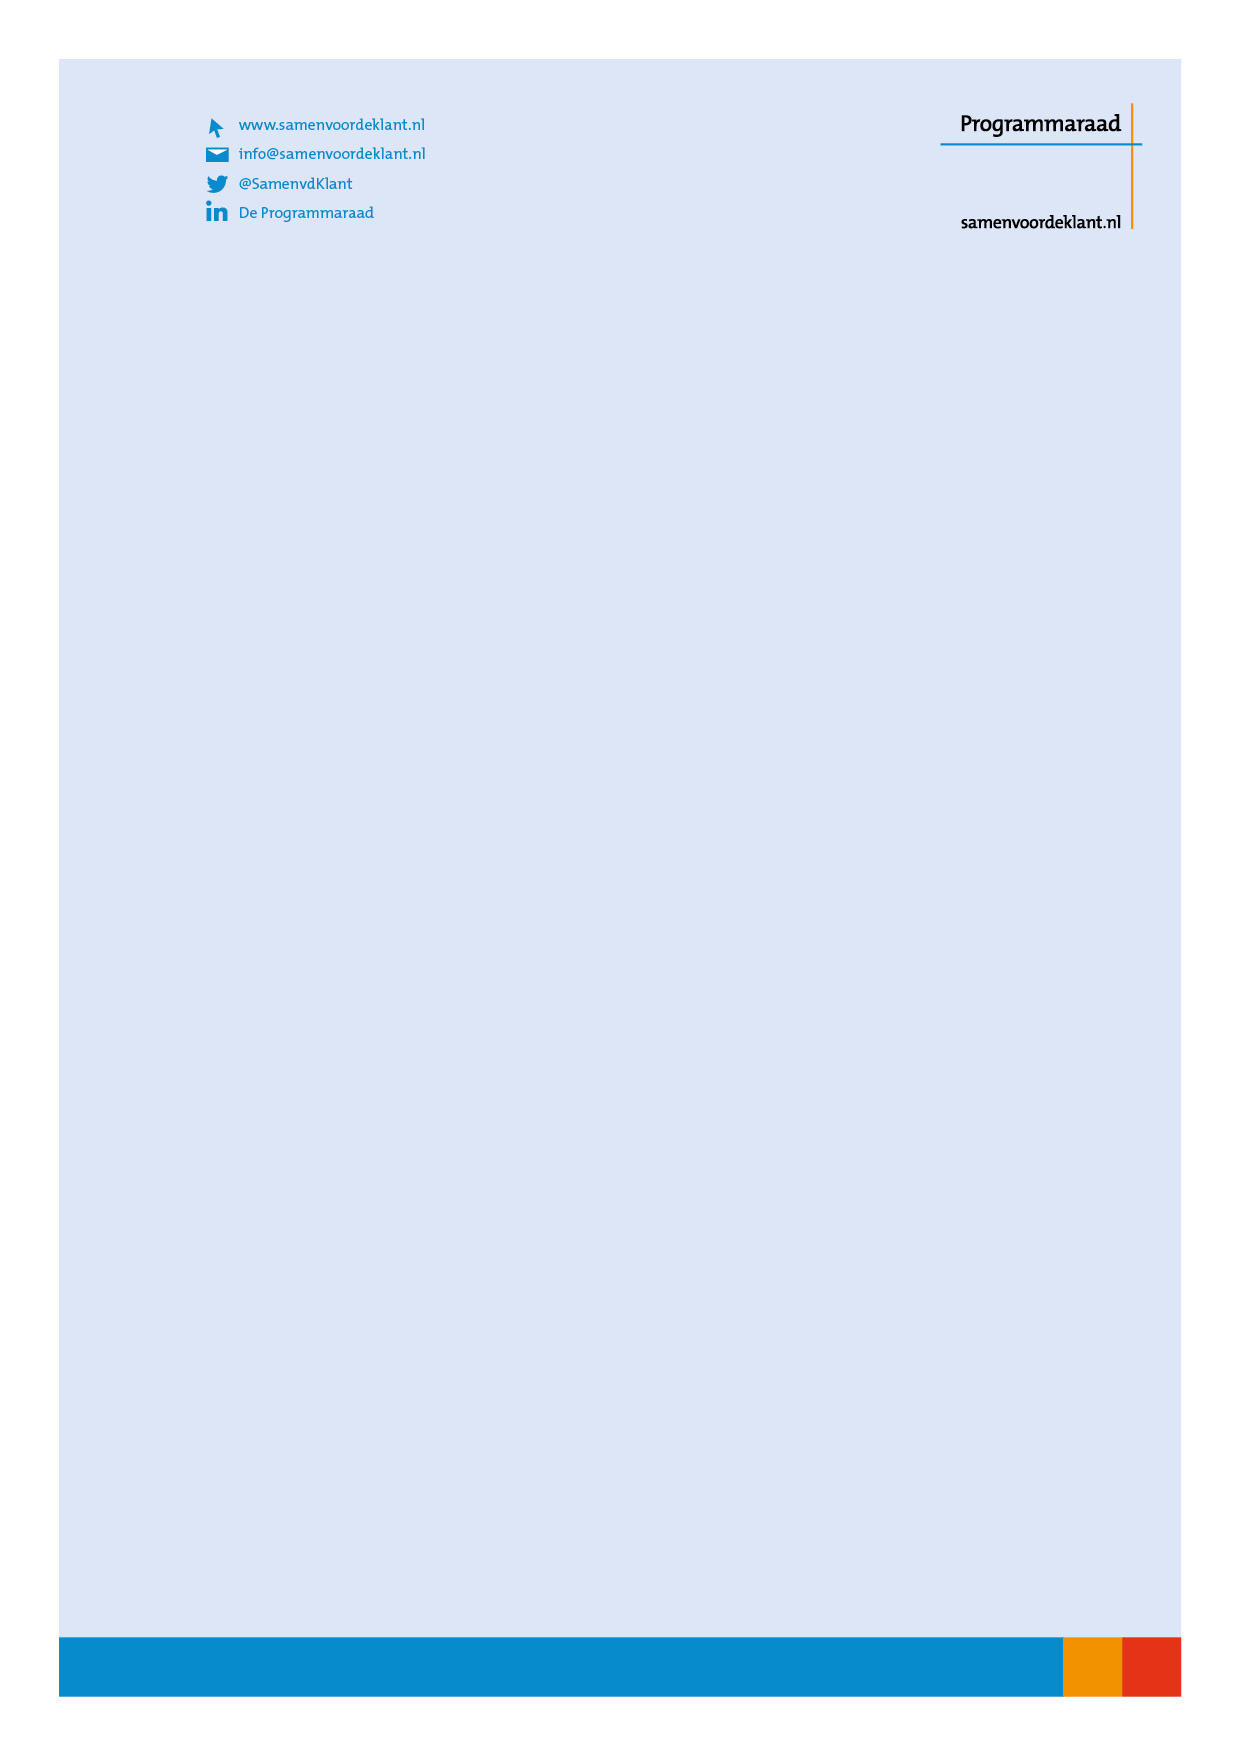 www.samenvoordeklant.nl
info@samenvoordeklant.nl
@SamenvdKlant
De Programmaraad
Programmaraad
samenvoordeklant.nl